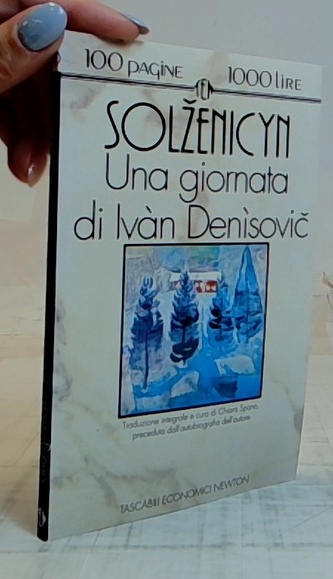 100 PAGINE 1000 LIRE
TEN
SOLŽENICYN
Una giornata
di Ivàn Denìsovič
Traduzione integrale e cura di Chiara Spano,
preceduta dall'autobiografia dell'autore
TASCABILI ECONOMICI NEWTON